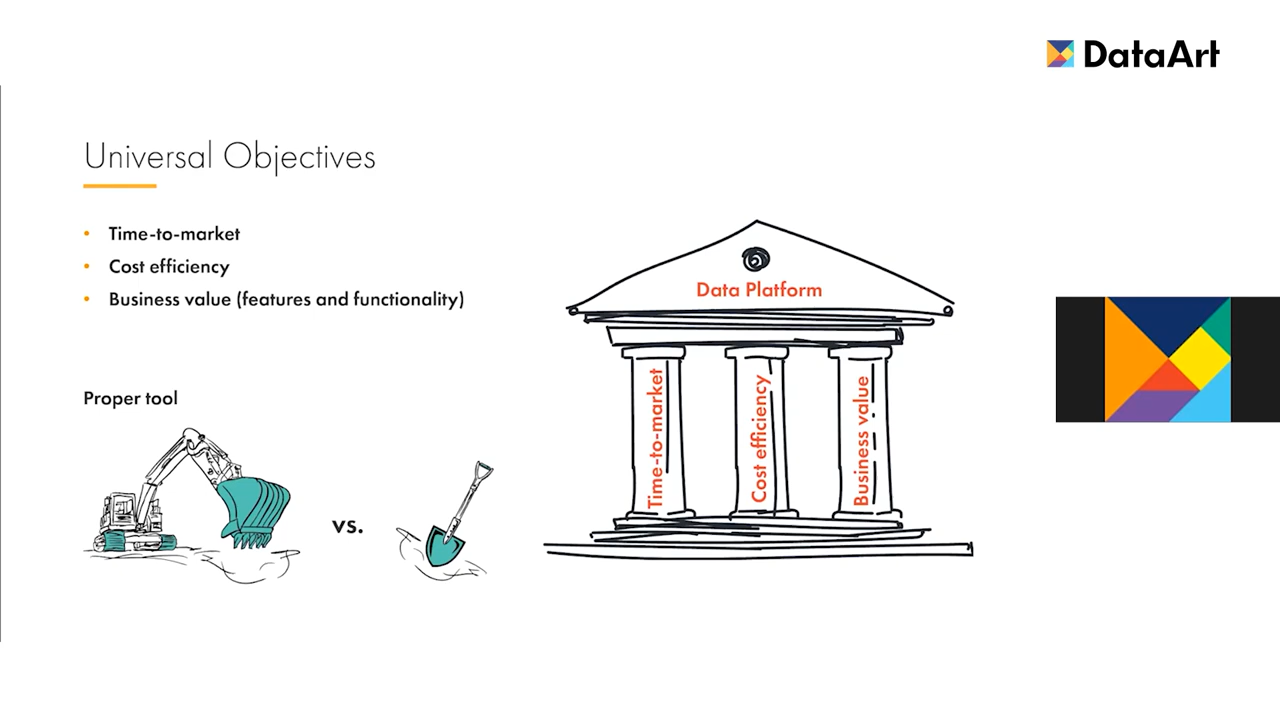 DataArt
Universal Objectives
• Time-to-market
• Cost efficiency
• Business value (features and functionality)
Proper tool
vs.
Data Platform
Time-to-market
Cost efficiency
Business value